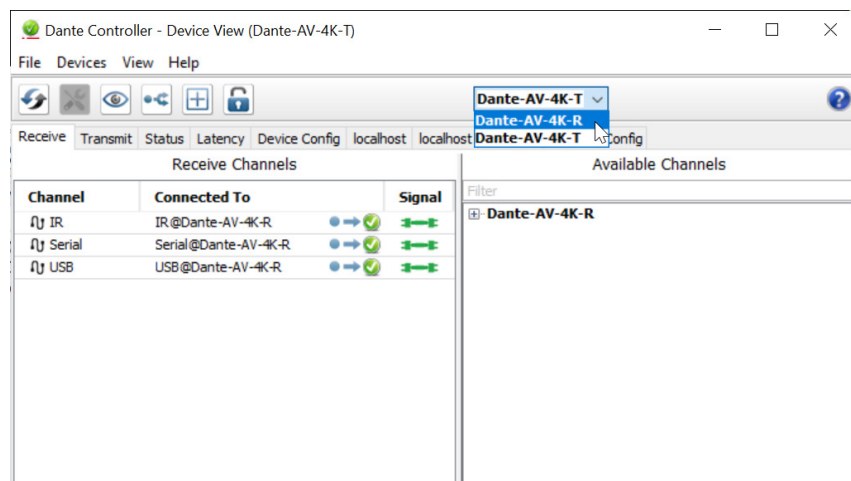 Dante Controller - Device View (Dante-AV-4K-T)
File Devices View Help
Dante-AV-4K-T
Dante-AV-4K-R
Dante-AV-4K-T
Receive Transmit Status Latency Device Config localhost localhost Config
Receive Channels
Available Channels
Channel Connected To Signal
Filter
IR IR@Dante-AV-4K-R
Dante-AV-4K-R
Serial Serial@Dante-AV-4K-R
USB USB@Dante-AV-4K-R